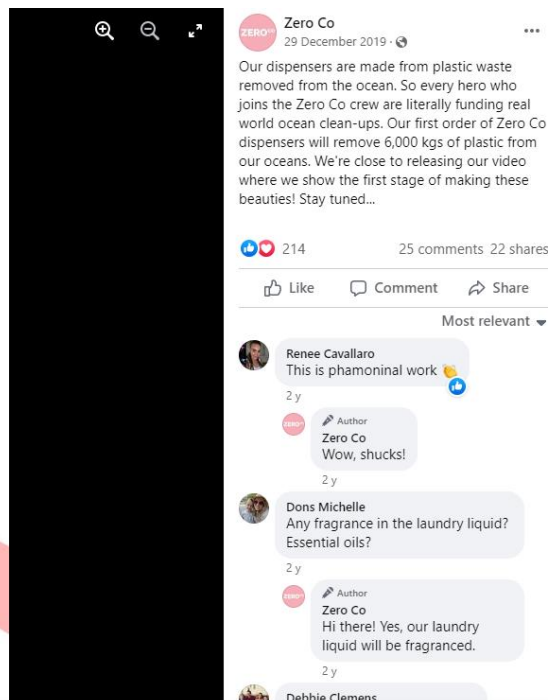 ZERO CO
Zero Co
29 December 2019 ·
Our dispensers are made from plastic waste
removed from the ocean. So every hero who
joins the Zero Co crew are literally funding real
world ocean clean-ups. Our first order of Zero Co
dispensers will remove 6,000 kgs of plastic from
our oceans. We're close to releasing our video
where we show the first stage of making these
beauties! Stay tuned...
214
25 comments 22 shares
Like Comment Share
Most relevant
Renee Cavallaro
This is phamoninal work
2 y
Author
Zero Co
Wow, shucks!
2 y
Dons Michelle
Any fragrance in the laundry liquid?
Essential oils?
2 y
Author
Zero Co
Hi there! Yes, our laundry
liquid will be fragranced.
2 y
Debbie Clemens